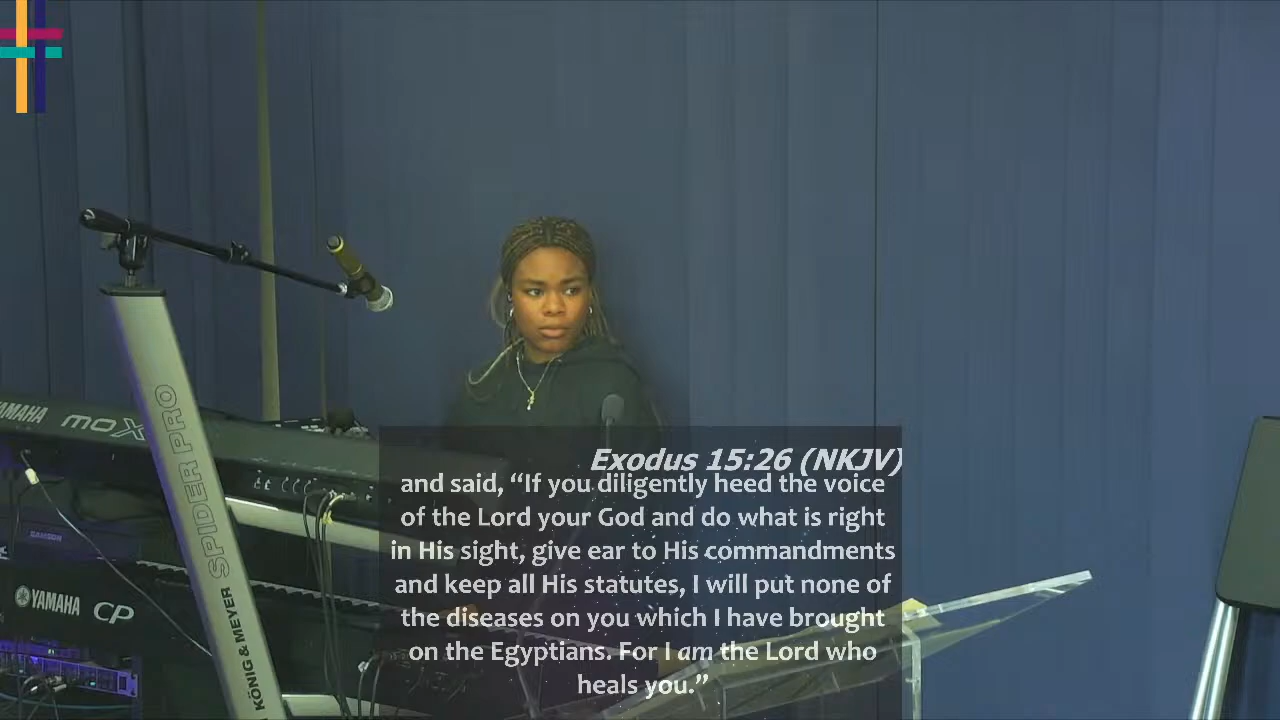 Exodus 15:26 (NKJV)
and said, “If you diligently heed the voice
of the Lord your God and do what is right
in His sight, give ear to His commandments
and keep all His statutes, I will put none of
the diseases on you which I have brought
on the Egyptians. For I am the Lord who
heals you.”
YAMAHA MOX
SPIDER PRO
KÖNIG & MEYER
SAMSON
YAMAHA CP